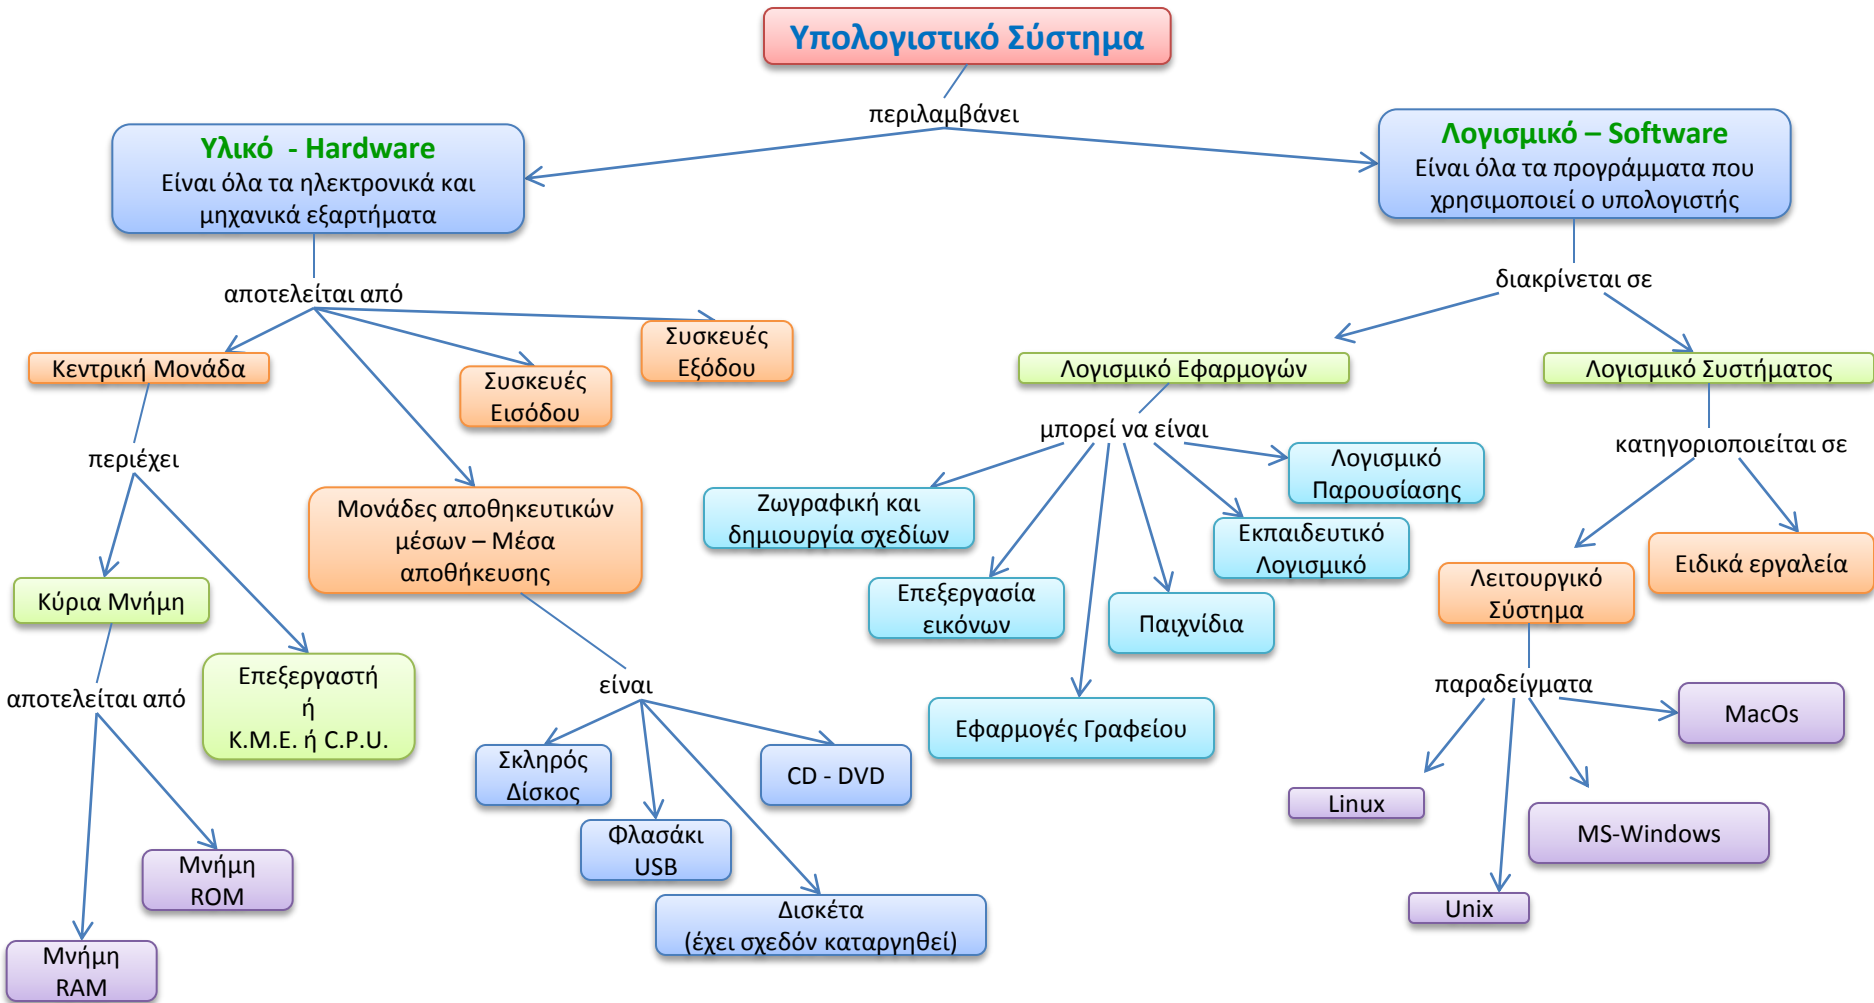 Υπολογιστικό Σύστημα
περιλαμβάνει
Υλικό - Hardware
Είναι όλα τα ηλεκτρονικά και
μηχανικά εξαρτήματα
Λογισμικό – Software
Είναι όλα τα προγράμματα που
χρησιμοποιεί ο υπολογιστής
αποτελείται από
διακρίνεται σε
Κεντρική Μονάδα
Συσκευές
Εισόδου
Συσκευές
Εξόδου
Λογισμικό Εφαρμογών
Λογισμικό Συστήματος
περιέχει
μπορεί να είναι
κατηγοριοποιείται σε
Μονάδες αποθηκευτικών
μέσων – Μέσα
αποθήκευσης
Ζωγραφική και
δημιουργία σχεδίων
Λογισμικό
Παρουσίασης
Εκπαιδευτικό
Λογισμικό
Κύρια Μνήμη
Επεξεργασία
εικόνων
Παιχνίδια
Λειτουργικό
Σύστημα
Ειδικά εργαλεία
αποτελείται από
Επεξεργαστή
ή
Κ.Μ.Ε. ή C.P.U.
είναι
Εφαρμογές Γραφείου
παραδείγματα
MacOs
Σκληρός
Δίσκος
CD - DVD
Linux
MS-Windows
Φλασάκι
USB
Μνήμη
ROM
Unix
Δισκέτα
(έχει σχεδόν καταργηθεί)
Μνήμη
RAM